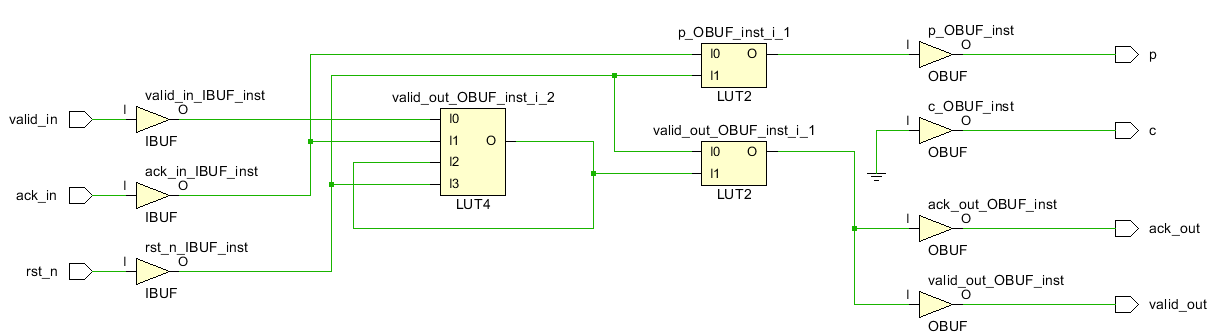 p_OBUF_inst_i_1
I0 O
I1
LUT2
p_OBUF_inst
I O
OBUF
p
valid_in
valid_in_IBUF_inst
I O
IBUF
valid_out_OBUF_inst_i_2
I0
I1 O
I2
I3
LUT4
valid_out_OBUF_inst_i_1
I0 O
I1
LUT2
c_OBUF_inst
I O
OBUF
c
ack_in
ack_in_IBUF_inst
I O
IBUF
ack_out_OBUF_inst
I O
OBUF
ack_out
rst_n
rst_n_IBUF_inst
I O
IBUF
valid_out_OBUF_inst
I O
OBUF
valid_out